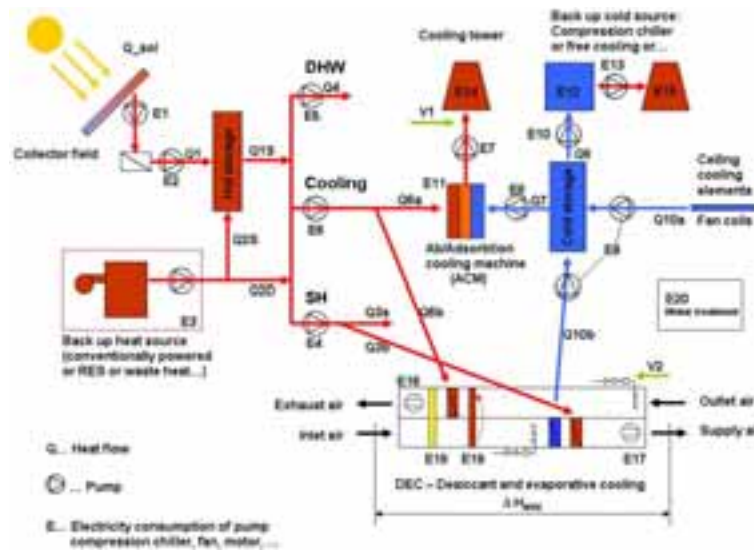 Q_sol
E1
Collector field
E2
Q1
Hot storage
Q1S
DHW
Q4
E5
Cooling
E6
Q6a
Q6b
SH
E4
Q3a
Q3b
Q2S
Q2D
E3
Back up heat source
(conventionally powered
or RES or waste heat...)
Cooling tower
E14
V1
E7
E11
Ab/Adsorbtion
cooling machine
(ACM)
E8
Q7
Back up cold source:
Compression chiller
or free cooling or...
E12
E13
E15
E10
Q8
Cold storage
Ceiling
cooling
elements
Fan coils
Q10a
E9
Q10b
E20
Water treatment
V2
E16
Exhaust air
Inlet air
Outlet air
Supply air
E17
DEC – Desiccant and evaporative cooling
Q... Heat flow
... Pump
E... Electricity consumption of pump
compression chiller, fan, motor, ...